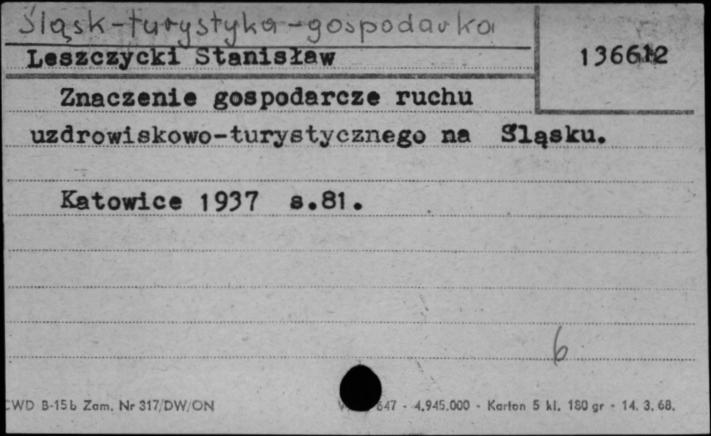 Śląsk-turystyka-gospodarka
Leszczycki Stanisław
136612
Znaczenie gospodarcze ruchu
uzdrowiskowo-turystycznego na Śląsku.
Katowice 1937 s.81.
6
CWD B-15b Zam. Nr 317/DW/ON
647 - 4.945.000 - Karton 5 kl. 180 gr - 14. 3. 68.